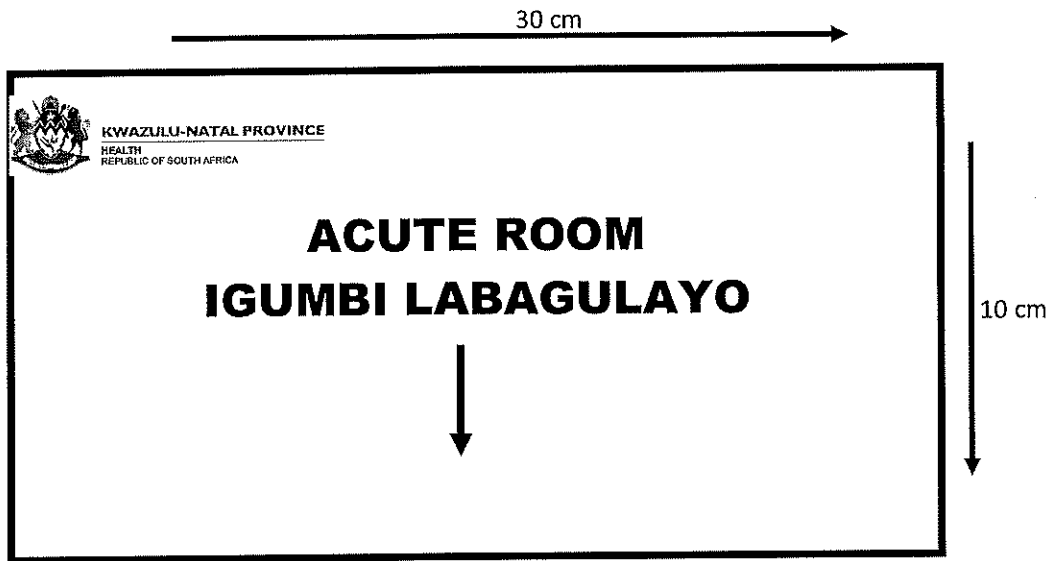 30 cm
KWAZULU-NATAL PROVINCE
HEALTH
REPUBLIC OF SOUTH AFRICA
ACUTE ROOM
IGUMBI LABAGULAYO
10 cm